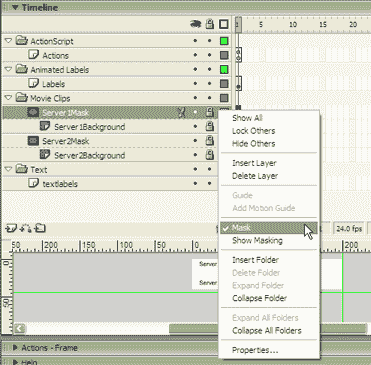 Timeline
1 5 10 15 20
ActionScript
Actions
Animated Labels
Labels
Movie Clips
Server1Mask
Server1Background
Server2Mask
Server2Background
Text
textlabels
Show All
Lock Others
Hide Others
Insert Layer
Delete Layer
Guide
Add Motion Guide
Mask
Show Masking
Insert Folder
Delete Folder
Expand Folder
Collapse Folder
Expand All Folders
Collapse All Folders
Properties...
24.0 fps
250 200 150 100 50 0 200
Server
Server
Actions - Frame
Help